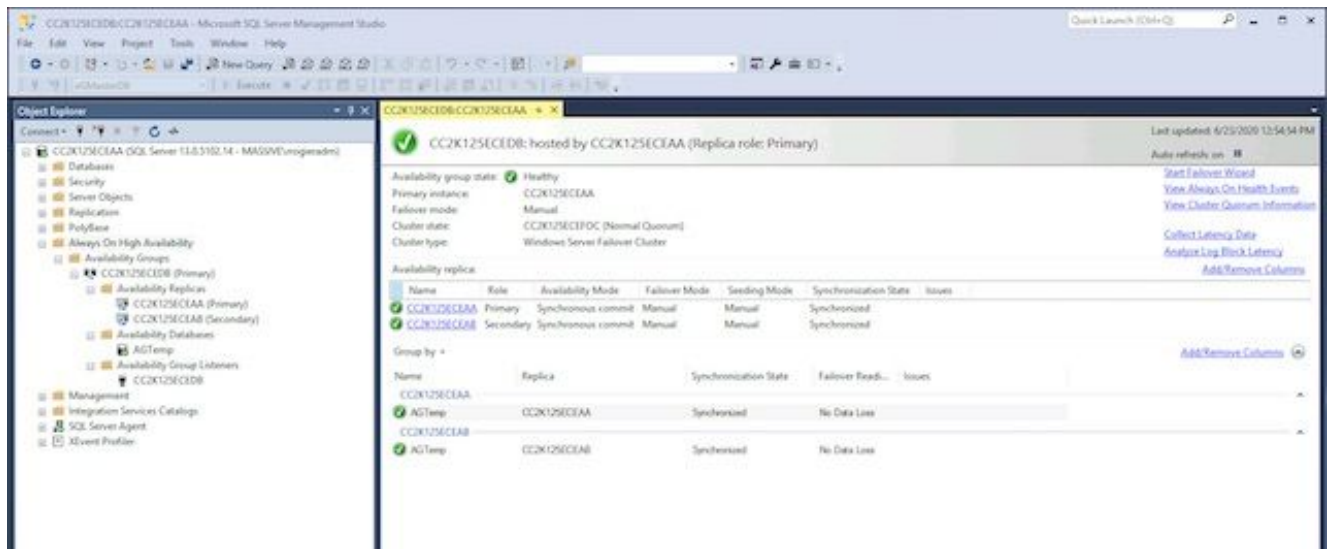 CC2K125ECEDB:CC2K125ECEAA - Microsoft SQL Server Management Studio
Quick Launch (Ctrl+Q)
File Edit View Project Tools Window Help
New Query
Execute
Object Explorer
CC2K125ECEDB:CC2K125ECEAA
Connect
CC2K125ECEAA (SQL Server 13.0.5102.14 -
Databases
Security
Server Objects
Replication
PolyBase
Always On High Availability
Availability Groups
CC2K125ECEDB (Primary)
Availability Replicas
CC2K125ECEAA (Primary)
CC2K125ECEAB (Secondary)
Availability Databases
AGTemp
Availability Group Listeners
CC2K125ECEDB
Management
Integration Services Catalogs
SQL Server Agent
XEvent Profiler
CC2K125ECEDB: hosted by CC2K125ECEAA (Replica role: Primary)
Last updated: 6/23/2020 12:54:54 PM
Auto refresh: on
Availability group state: Healthy
Primary instance: CC2K125ECEAA
Failover mode: Manual
Cluster state: (Normal Quorum)
Cluster type: Windows Server Failover Cluster
Start Failover Wizard
View Always On Health Events
View Cluster Quorum Information
Collect Latency Data
Analyze Log Block Latency
Availability replica:
Add/Remove Columns
Name Role Availability Mode Failover Mode Seeding Mode Synchronization State Issues
CC2K125ECEAA Primary Synchronous commit Manual Manual Synchronized
CC2K125ECEAB Secondary Synchronous commit Manual Manual Synchronized
Group by
Add/Remove Columns
Name Replica Synchronization State Failover Readi... Issues
CC2K125ECEAA
AGTemp CC2K125ECEAA Synchronized No Data Loss
CC2K125ECEAB
AGTemp CC2K125ECEAB Synchronized No Data Loss